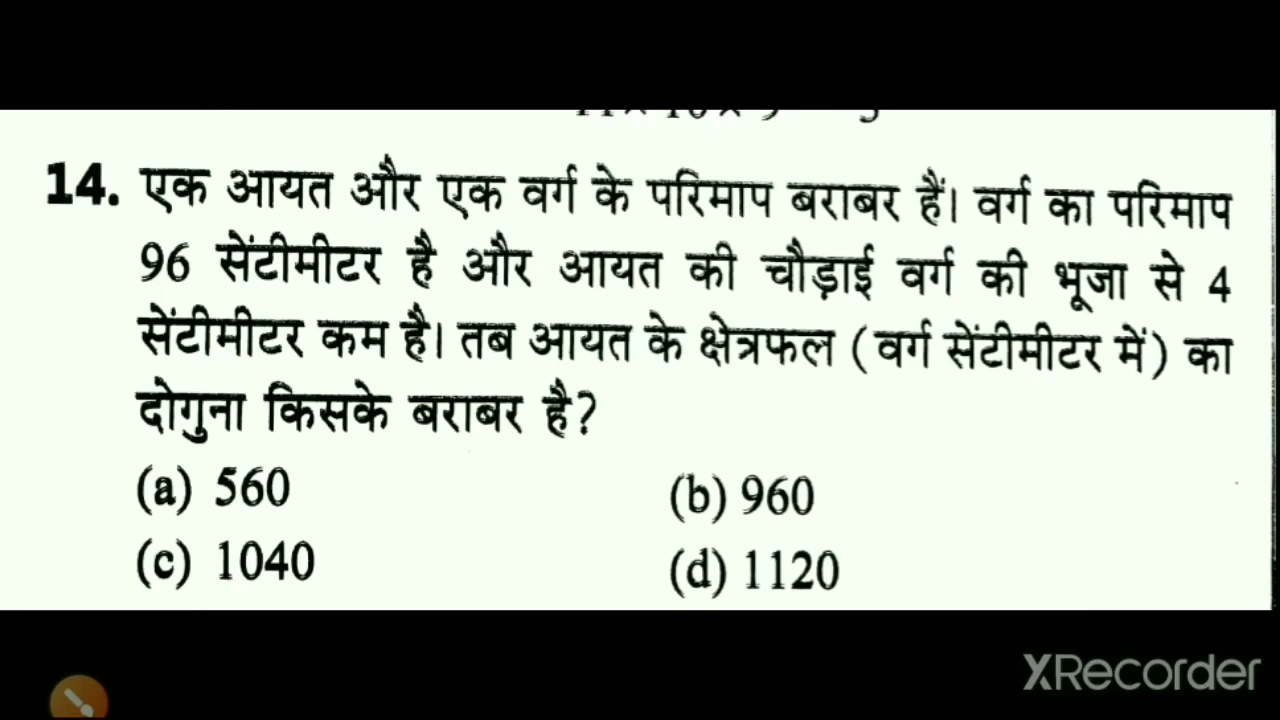 14. एक आयत और एक वर्ग के परिमाप बराबर हैं। वर्ग का परिमाप
96 सेंटीमीटर है और आयत की चौड़ाई वर्ग की भूजा से 4
सेंटीमीटर कम है। तब आयत के क्षेत्रफल (वर्ग सेंटीमीटर में) का
दोगुना किसके बराबर है?
(a) 560 (b) 960
(c) 1040 (d) 1120
XRecorder